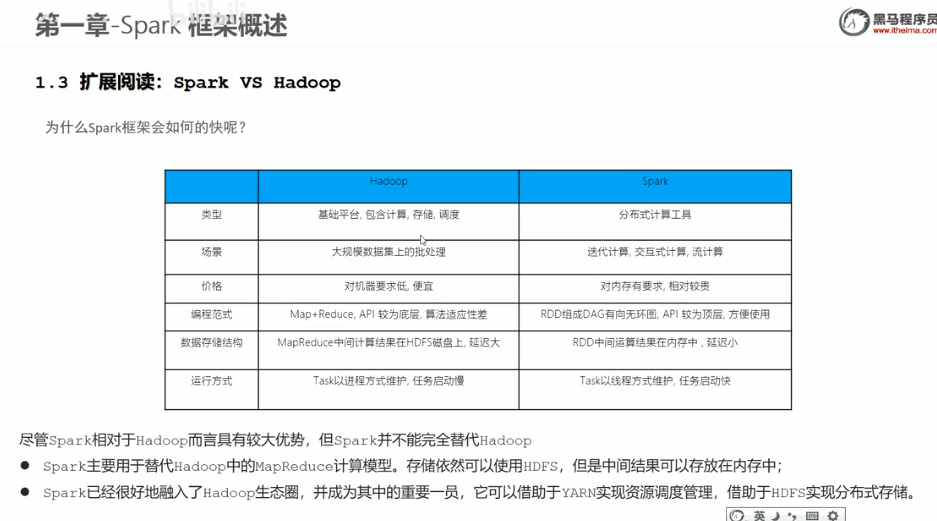 第一章-Spark 框架概述
bilibili
黑马程序员
www.itheima.com
1.3 扩展阅读：Spark VS Hadoop
为什么Spark框架会如何的快呢？
Hadoop Spark
类型 基础平台, 包含计算, 存储, 调度 分布式计算工具
场景 大规模数据集上的批处理 迭代计算, 交互式计算, 流计算
价格 对机器要求低, 便宜 对内存有要求, 相对较贵
编程范式 Map+Reduce, API 较为底层, 算法适应性差 RDD组成DAG有向无环图, API 较为顶层, 方便使用
数据存储结构 MapReduce中间计算结果在HDFS磁盘上, 延迟大 RDD中间运算结果在内存中 , 延迟小
运行方式 Task以进程方式维护, 任务启动慢 Task以线程方式维护, 任务启动快
尽管Spark相对于Hadoop而言具有较大优势，但Spark并不能完全替代Hadoop
● Spark主要用于替代Hadoop中的MapReduce计算模型。存储依然可以使用HDFS，但是中间结果可以存放在内存中；
● Spark已经很好地融入了Hadoop生态圈，并成为其中的重要一员，它可以借助于YARN实现资源调度管理，借助于HDFS实现分布式存储。
英